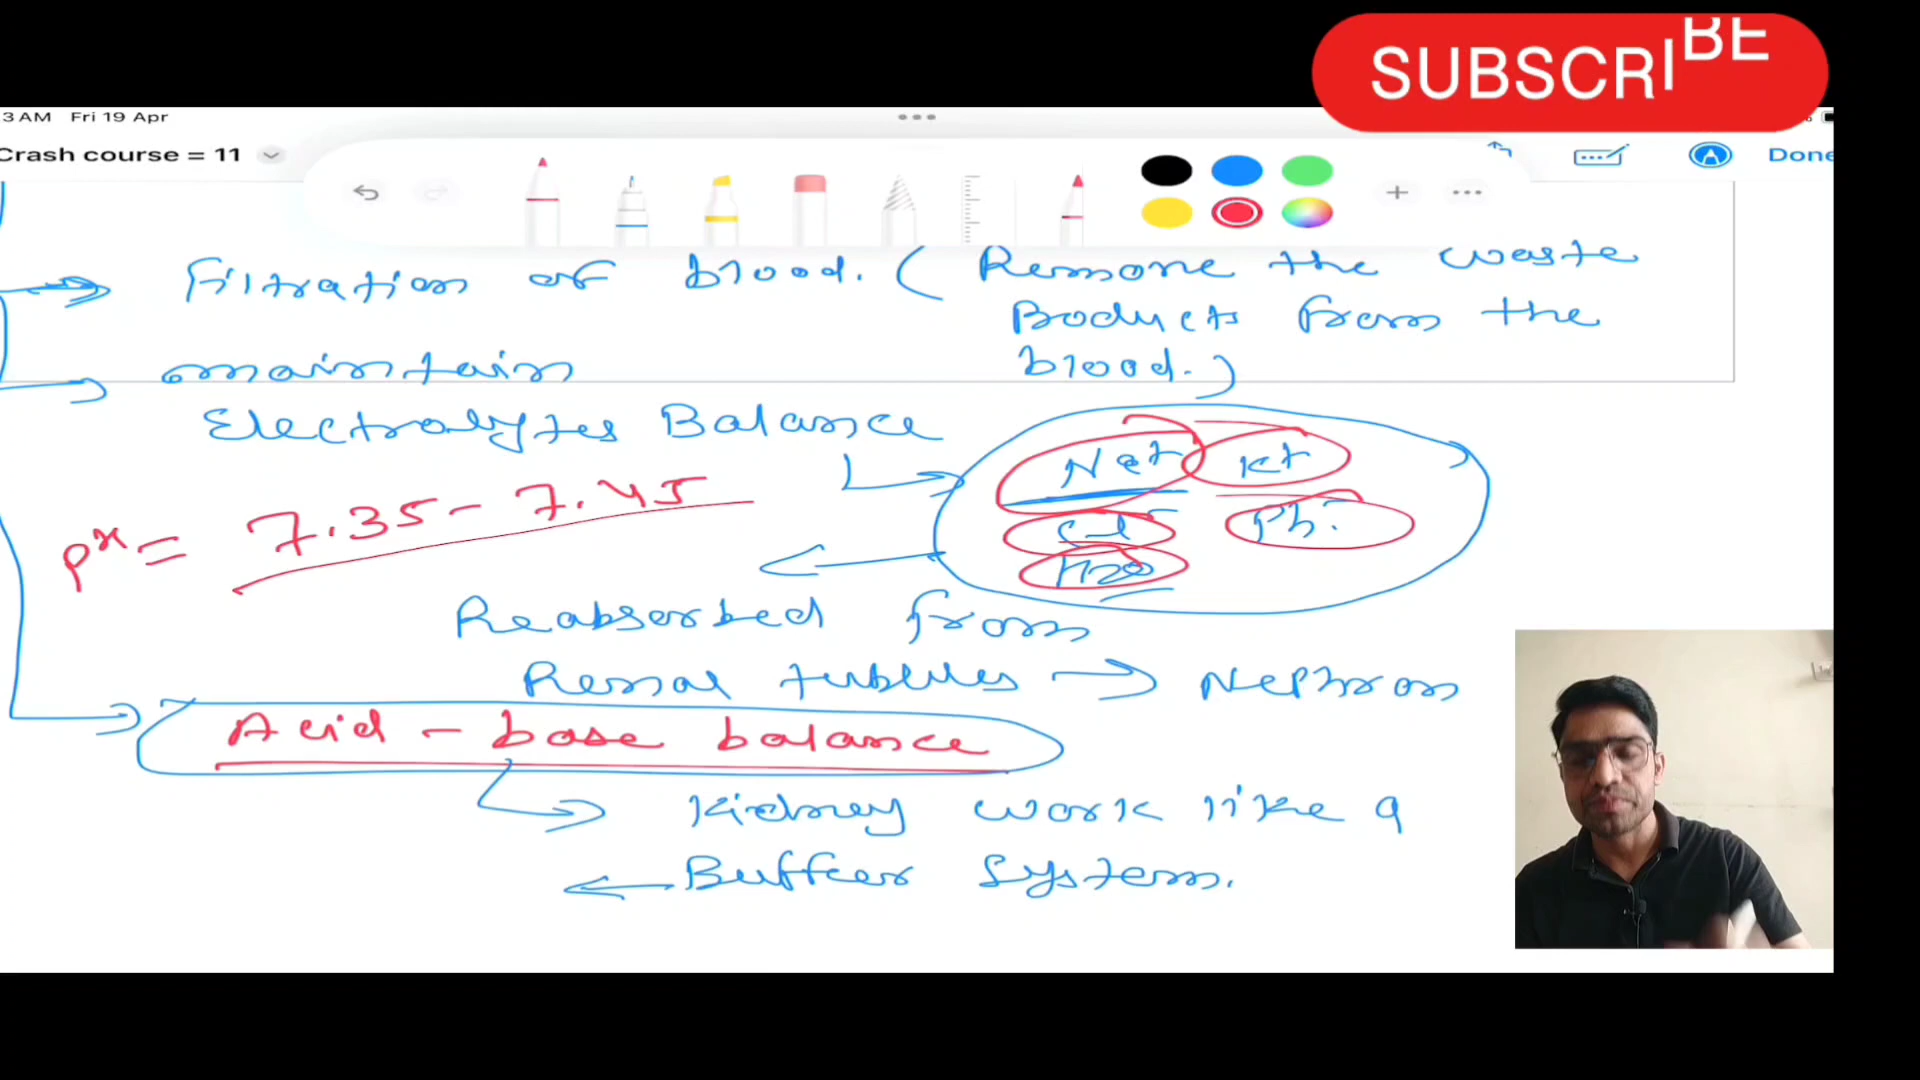 SUBSCRIBE
3 AM Fri 19 Apr
Crash course = 11
Done
Filtration of blood. ( Remove the waste
Products from the
blood. )
maintain
Electrolytes Balance
Na+ K+
Cl-
H2O
pH = 7.35 - 7.45
Reabsorbed from
Renal tubules → Nephron
Acid - base balance
Kidney work like a
Buffer System.